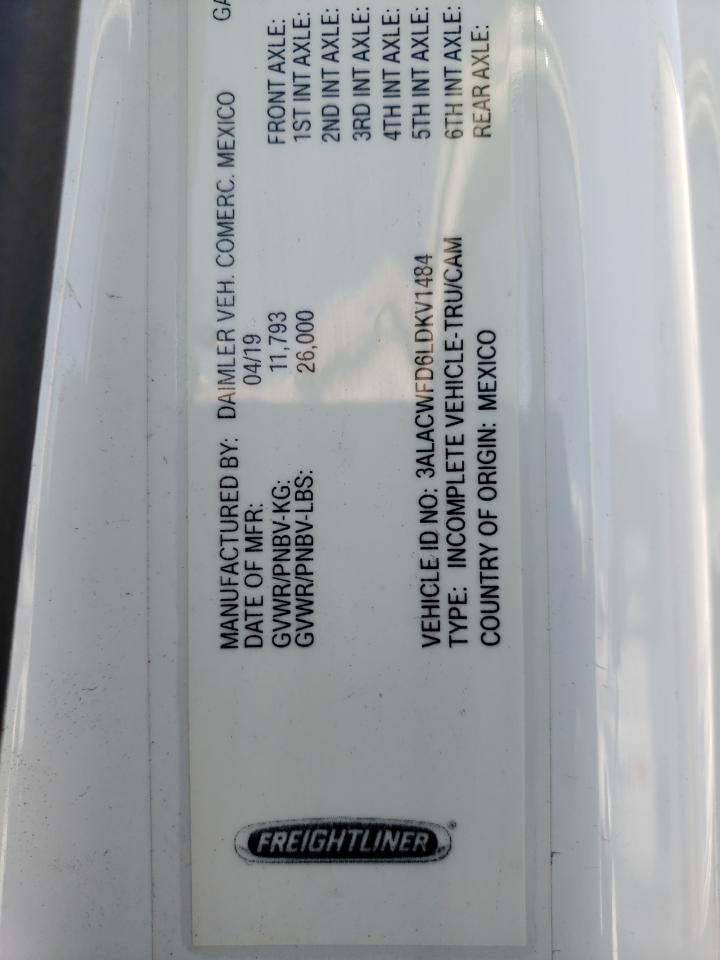 FREIGHTLINER®
MANUFACTURED BY: DAIMLER VEH. COMERC. MEXICO
DATE OF MFR: 04/19
GVWR/PNBV-KG: 11,793
GVWR/PNBV-LBS: 26,000
VEHICLE ID NO: 3ALACWFD6LDKV1484
TYPE: INCOMPLETE VEHICLE-TRU/CAM
COUNTRY OF ORIGIN: MEXICO
GA
FRONT AXLE:
1ST INT AXLE:
2ND INT AXLE:
3RD INT AXLE:
4TH INT AXLE:
5TH INT AXLE:
6TH INT AXLE:
REAR AXLE: